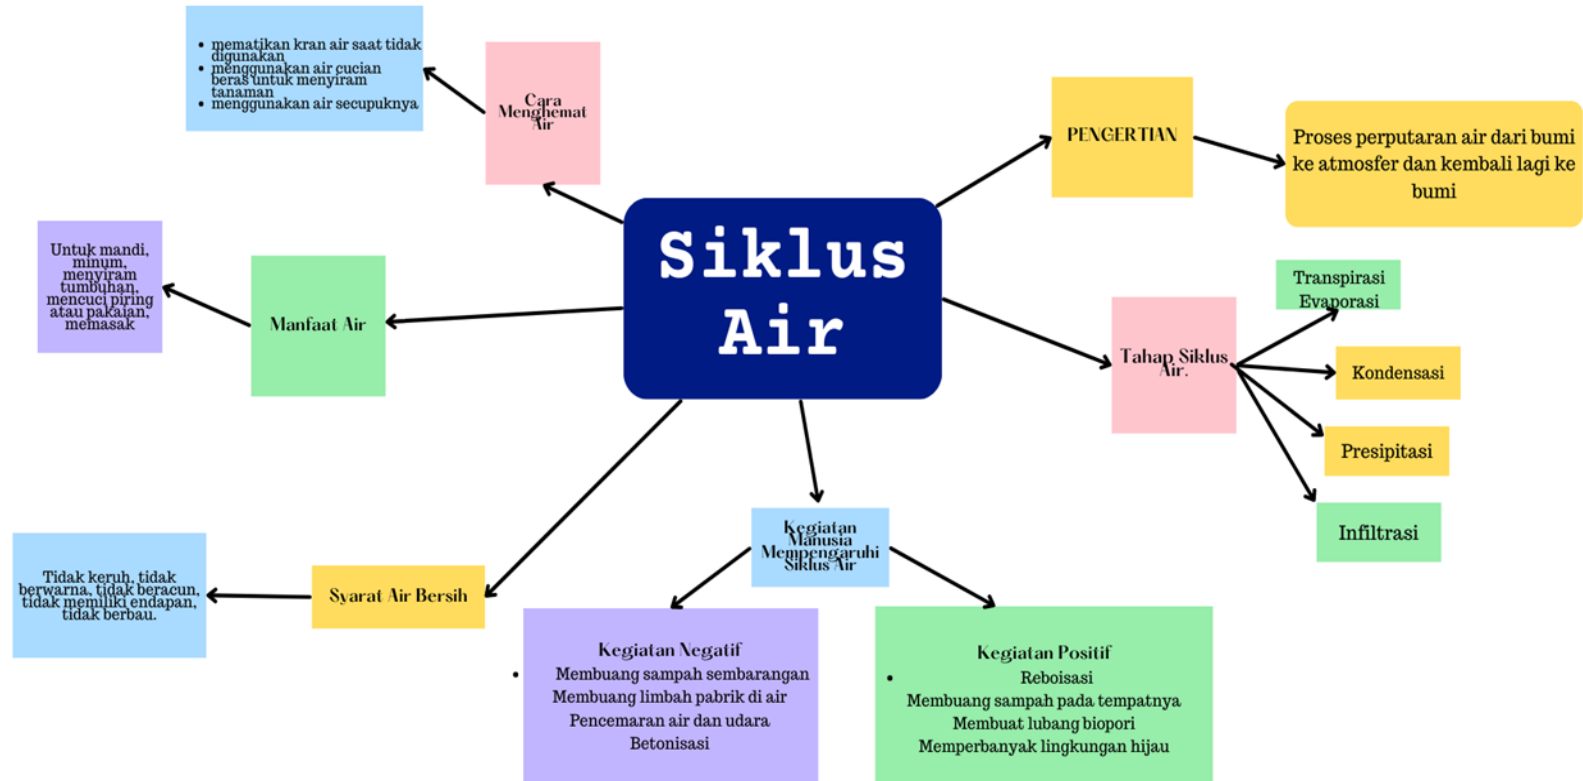 Siklus
Air
PENGERTIAN
Proses perputaran air dari bumi
ke atmosfer dan kembali lagi ke
bumi
Tahap Siklus
Air.
Transpirasi
Evaporasi
Kondensasi
Presipitasi
Infiltrasi
Kegiatan
Manusia
Mempengaruhi
Siklus Air
Kegiatan Positif
• Reboisasi
Membuang sampah pada tempatnya
Membuat lubang biopori
Memperbanyak lingkungan hijau
Kegiatan Negatif
• Membuang sampah sembarangan
Membuang limbah pabrik di air
Pencemaran air dan udara
Betonisasi
Syarat Air Bersih
Tidak keruh, tidak
berwarna, tidak beracun,
tidak memiliki endapan,
tidak berbau.
Manfaat Air
Untuk mandi,
minum,
menyiram
tumbuhan,
mencuci piring
atau pakaian,
memasak
Cara
Menghemat
Air
• mematikan kran air saat tidak
digunakan
• menggunakan air cucian
beras untuk menyiram
tanaman
• menggunakan air secupuknya